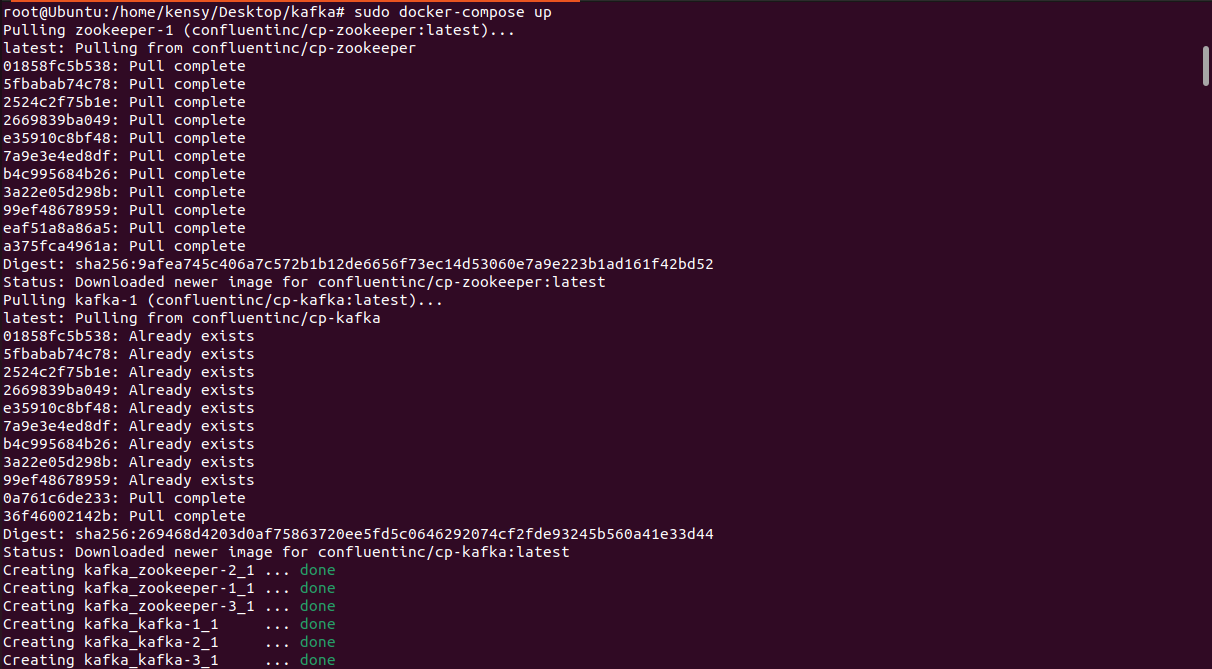 root@Ubuntu:/home/kensy/Desktop/kafka# sudo docker-compose up
Pulling zookeeper-1 (confluentinc/cp-zookeeper:latest)...
latest: Pulling from confluentinc/cp-zookeeper
01858fc5b538: Pull complete
5fbabab74c78: Pull complete
2524c2f75b1e: Pull complete
2669839ba049: Pull complete
e35910c8bf48: Pull complete
7a9e3e4ed8df: Pull complete
b4c995684b26: Pull complete
3a22e05d298b: Pull complete
99ef48678959: Pull complete
eaf51a8a86a5: Pull complete
a375fca4961a: Pull complete
Digest: sha256:9afea745c406a7c572b1b12de6656f73ec14d53060e7a9e223b1ad161f42bd52
Status: Downloaded newer image for confluentinc/cp-zookeeper:latest
Pulling kafka-1 (confluentinc/cp-kafka:latest)...
latest: Pulling from confluentinc/cp-kafka
01858fc5b538: Already exists
5fbabab74c78: Already exists
2524c2f75b1e: Already exists
2669839ba049: Already exists
e35910c8bf48: Already exists
7a9e3e4ed8df: Already exists
b4c995684b26: Already exists
3a22e05d298b: Already exists
99ef48678959: Already exists
0a761c6de233: Pull complete
36f46002142b: Pull complete
Digest: sha256:269468d4203d0af75863720ee5fd5c0646292074cf2fde93245b560a41e33d44
Status: Downloaded newer image for confluentinc/cp-kafka:latest
Creating kafka_zookeeper-2_1 ... done
Creating kafka_zookeeper-1_1 ... done
Creating kafka_zookeeper-3_1 ... done
Creating kafka_kafka-1_1     ... done
Creating kafka_kafka-2_1     ... done
Creating kafka_kafka-3_1     ... done